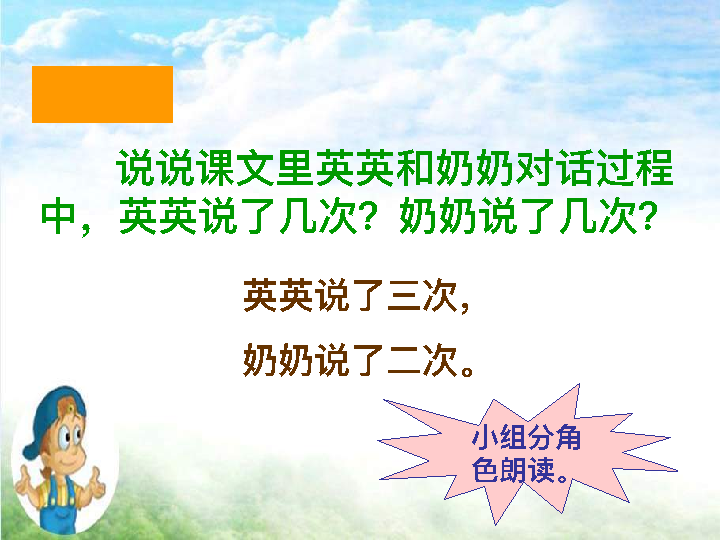 说说课文里英英和奶奶对话过程
中，英英说了几次？奶奶说了几次？
英英说了三次，
奶奶说了二次。
小组分角
色朗读。